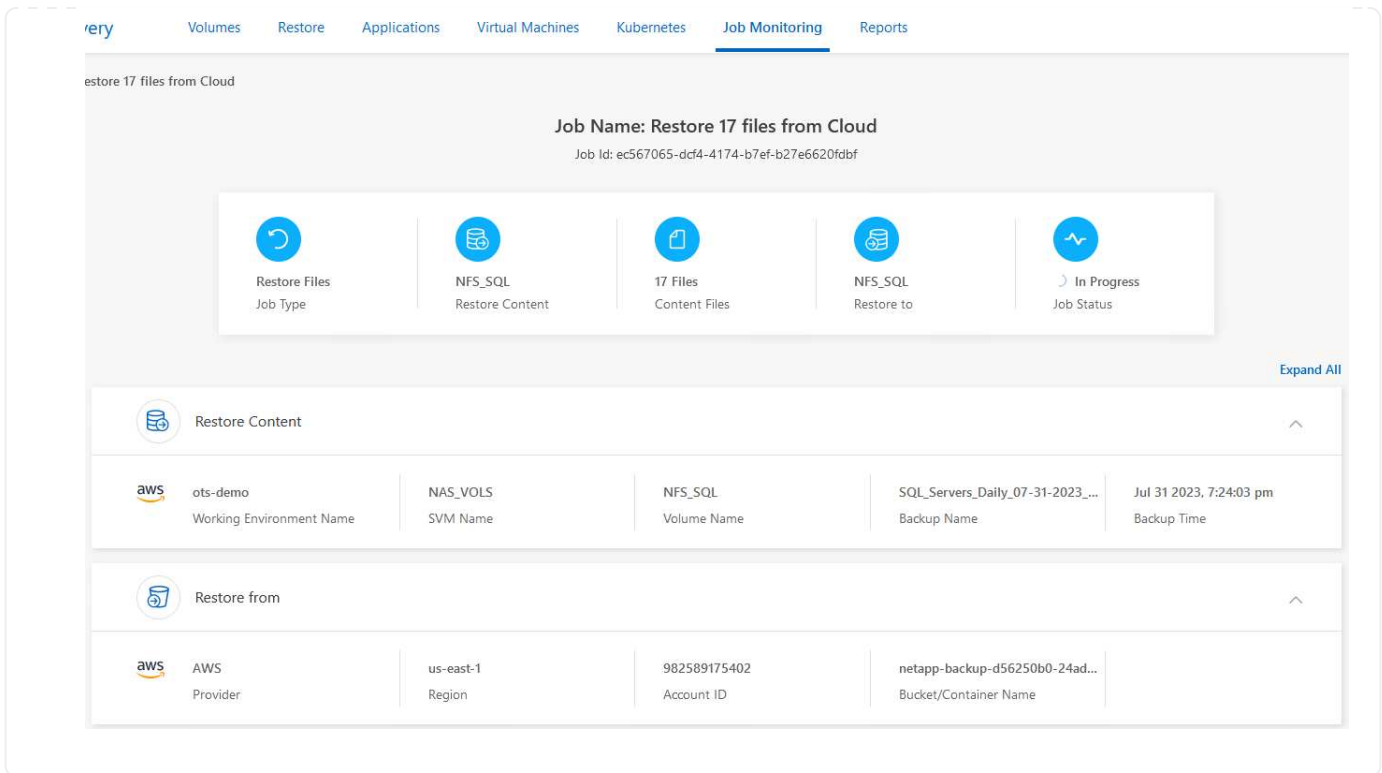 very Volumes Restore Applications Virtual Machines Kubernetes Job Monitoring Reports
estore 17 files from Cloud
Job Name: Restore 17 files from Cloud
Job Id: ec567065-dcf4-4174-b7ef-b27e6620fdbf
Restore Files NFS_SQL 17 Files NFS_SQL In Progress
Job Type Restore Content Content Files Restore to Job Status
Expand All
Restore Content
aws ots-demo NAS_VOLS NFS_SQL SQL_Servers_Daily_07-31-2023_... Jul 31 2023, 7:24:03 pm
Working Environment Name SVM Name Volume Name Backup Name Backup Time
Restore from
aws AWS us-east-1 982589175402 netapp-backup-d56250b0-24ad...
Provider Region Account ID Bucket/Container Name